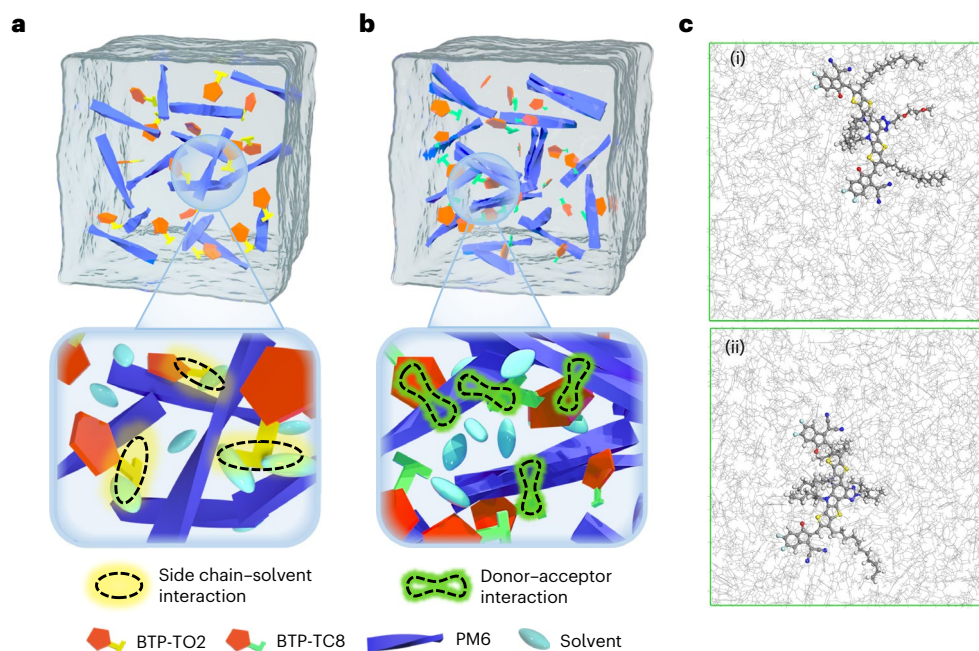 a
b
c
(i)
(ii)
Side chain–solvent
interaction
Donor–acceptor
interaction
BTP-TO2
BTP-TC8
PM6
Solvent